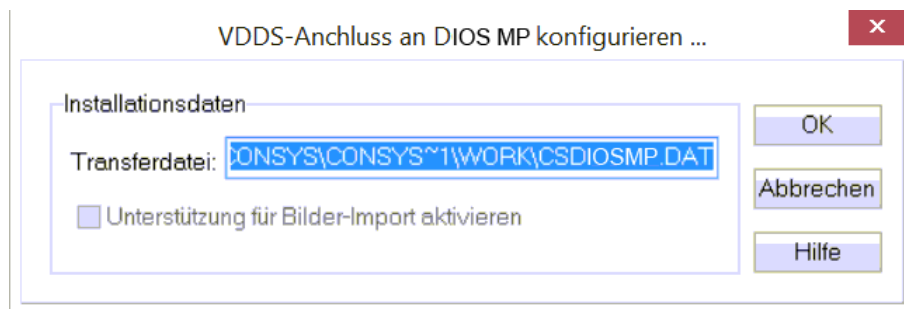 VDDS-Anchluss an DIOS MP konfigurieren ...
x
Installationsdaten
Transferdatei: CONSYS\CONSYS~1\WORK\CSDIOSMP.DAT
Unterstützung für Bilder-Import aktivieren
OK
Abbrechen
Hilfe